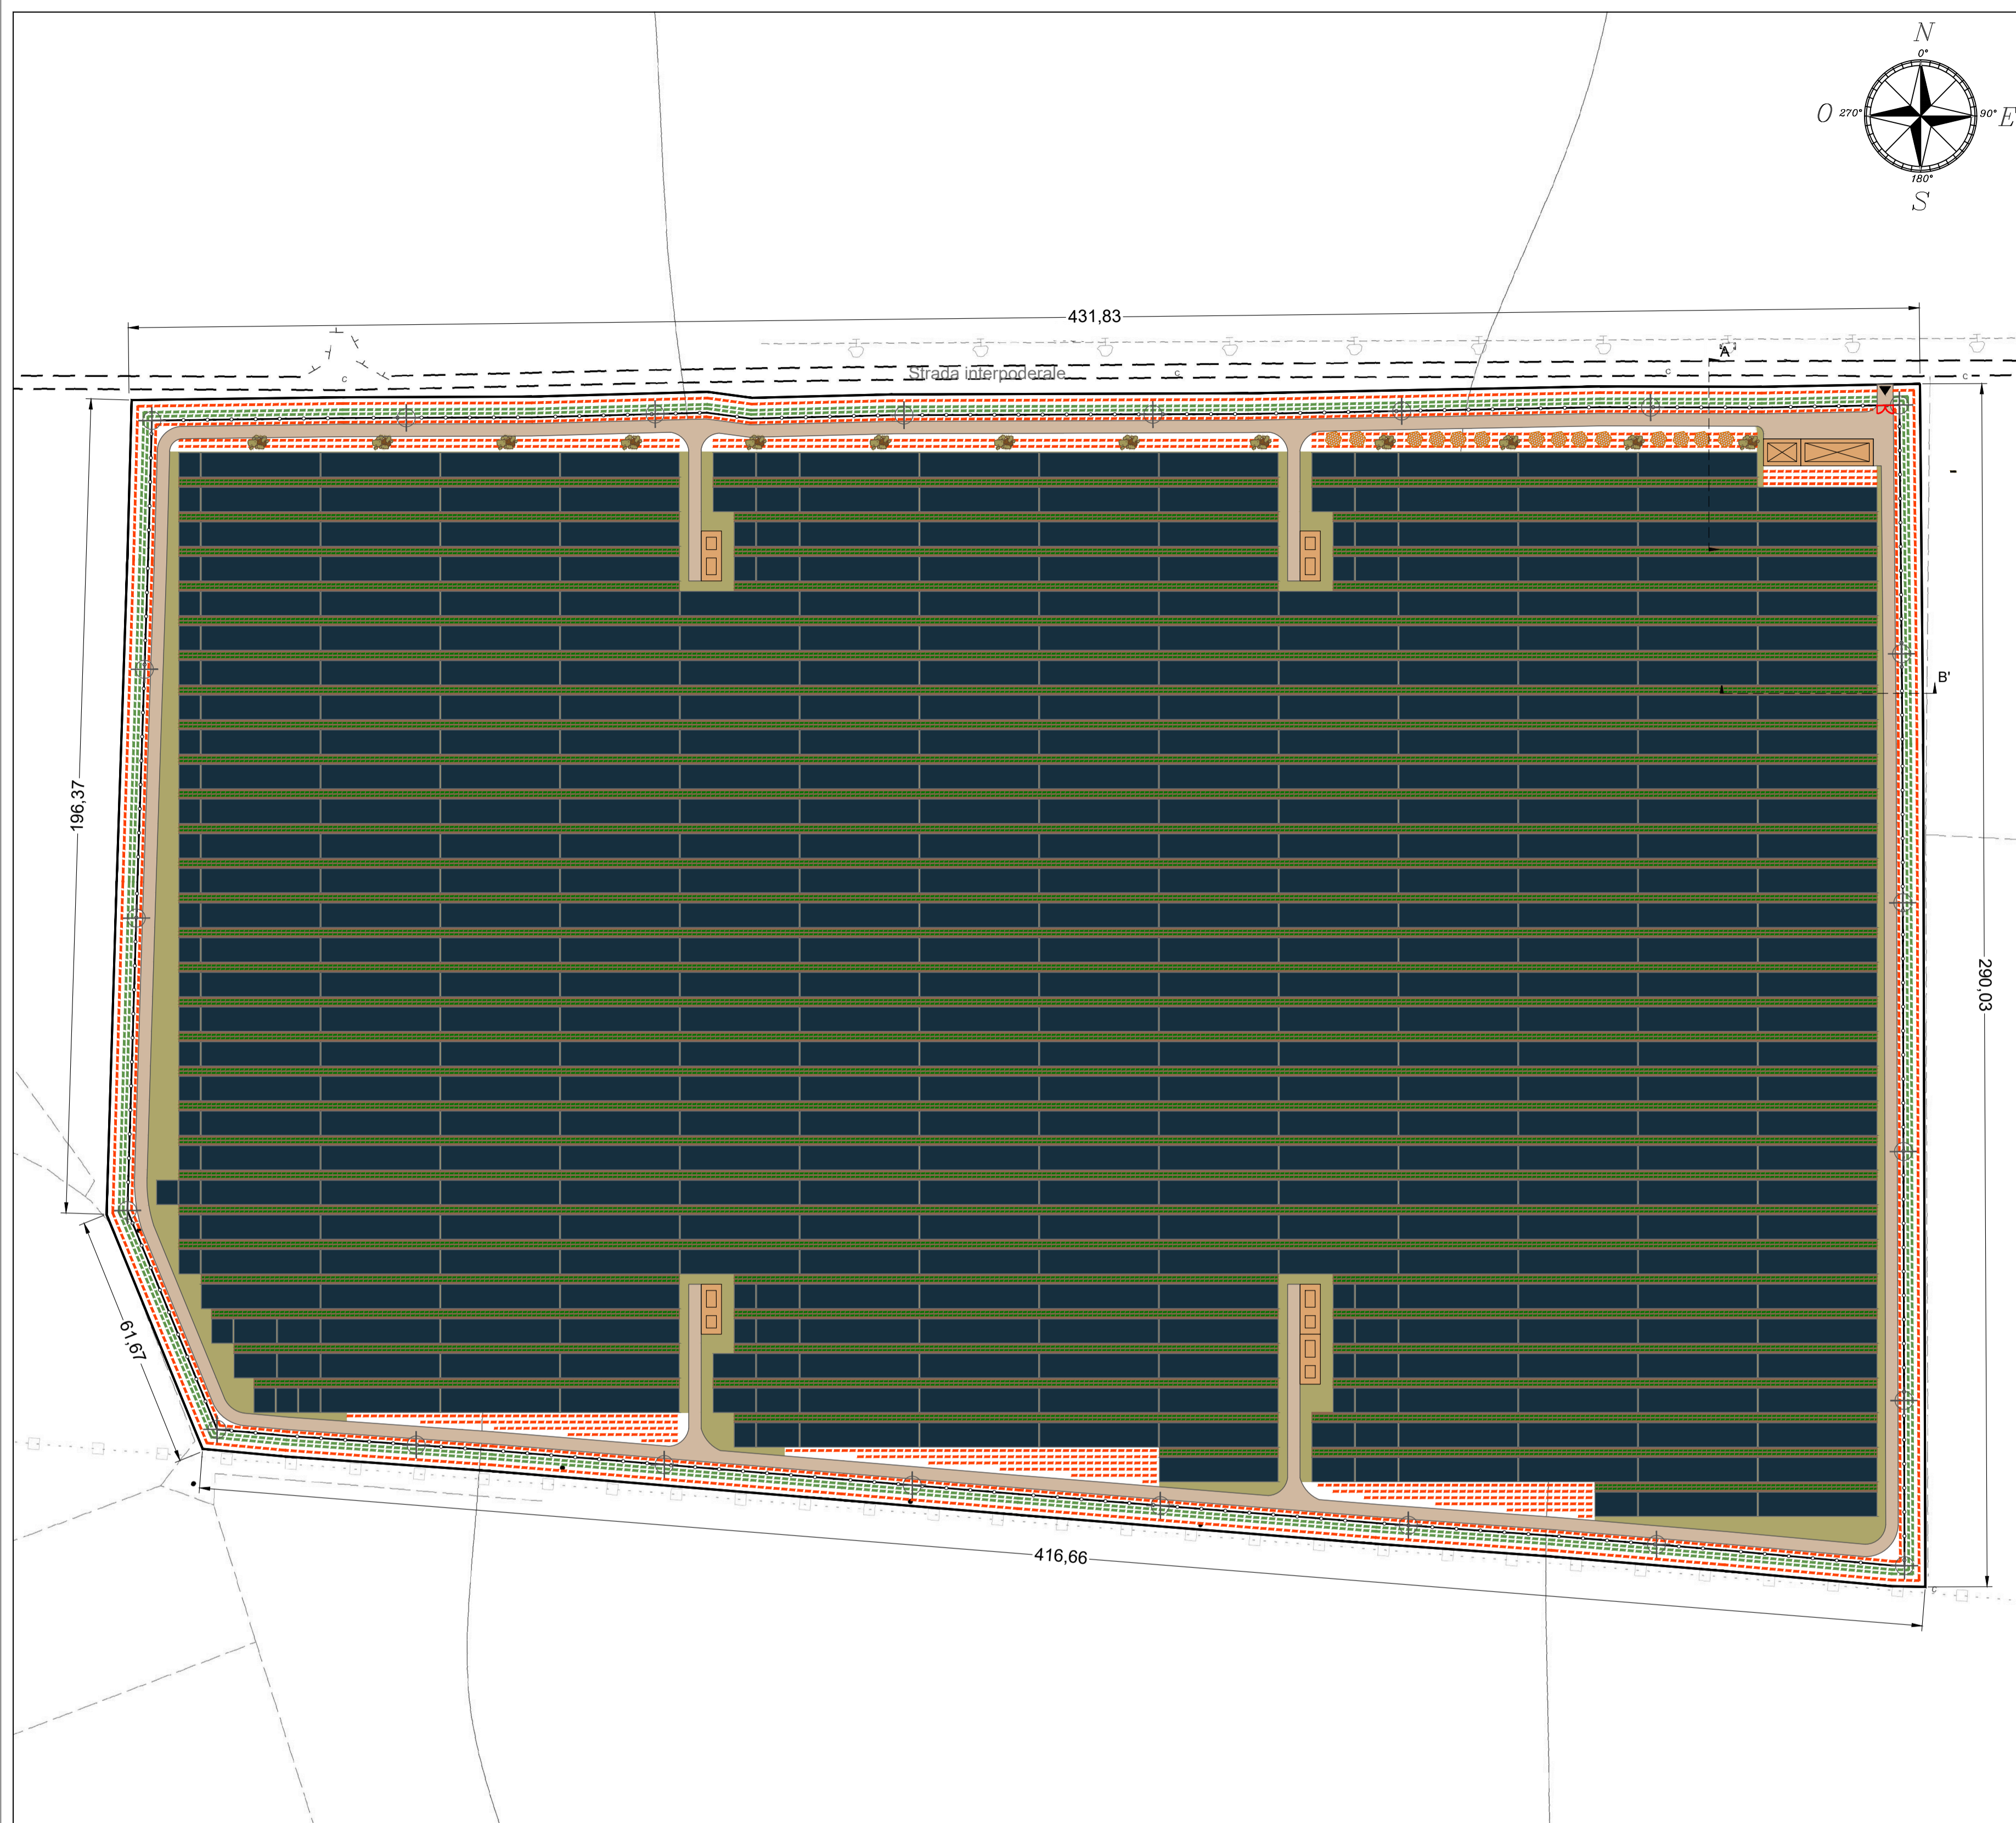 N
0°
O 270°
90° E
180°
S
431,83
A'
Strada interpoderale
c
c
c
c
B'
196,37
290,03
61,67
416,66
c